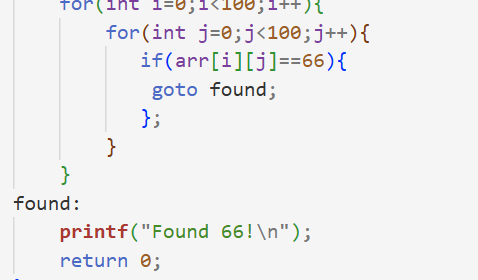 for(int i=0;i<100;i++){
for(int j=0;j<100;j++){
if(arr[i][j]==66){
goto found;
};
}
}
found:
printf("Found 66!\n");
return 0;